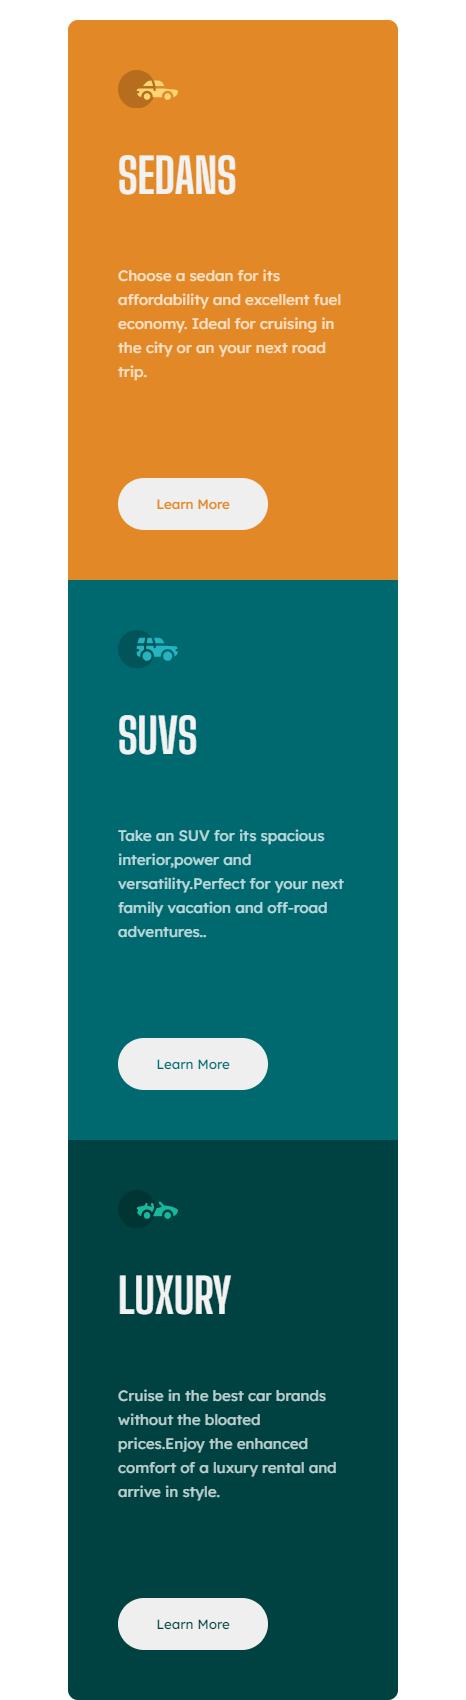 SEDANS
Choose a sedan for its
affordability and excellent fuel
economy. Ideal for cruising in
the city or an your next road
trip.
Learn More
SUVS
Take an SUV for its spacious
interior,power and
versatility.Perfect for your next
family vacation and off-road
adventures..
Learn More
LUXURY
Cruise in the best car brands
without the bloated
prices.Enjoy the enhanced
comfort of a luxury rental and
arrive in style.
Learn More